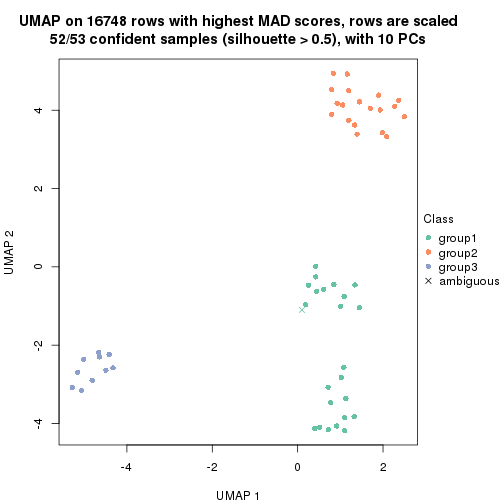 UMAP on 16748 rows with highest MAD scores, rows are scaled
52/53 confident samples (silhouette > 0.5), with 10 PCs
UMAP 2
4
2
0
-2
-4
-4
-2
0
2
UMAP 1
Class
group1
group2
group3
ambiguous